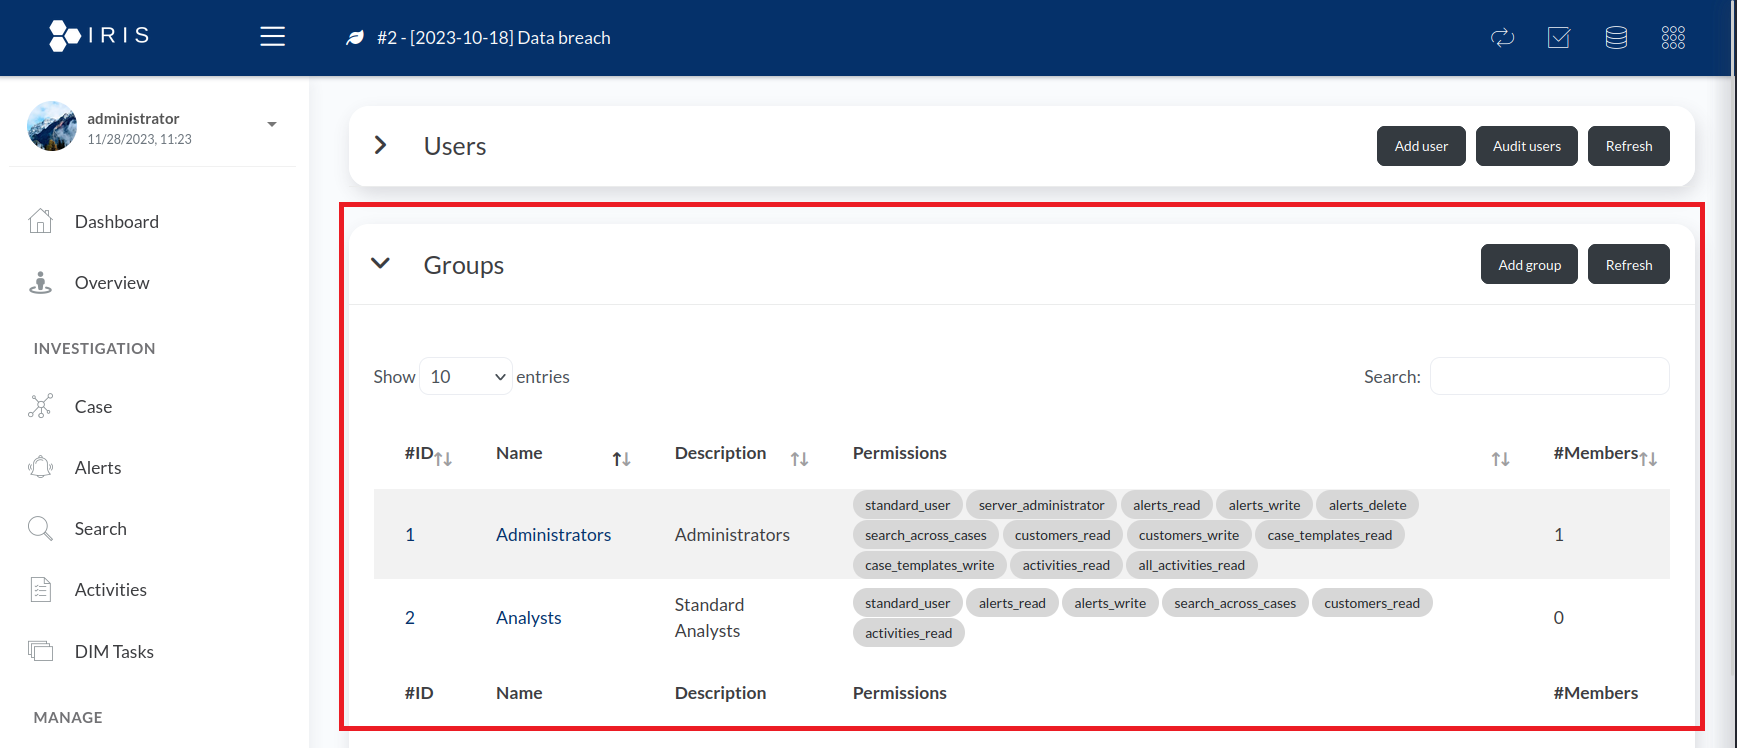 IRIS
#2 - [2023-10-18] Data breach
administrator
11/28/2023, 11:23
Dashboard
Overview
INVESTIGATION
Case
Alerts
Search
Activities
DIM Tasks
MANAGE
Users
Add user
Audit users
Refresh
Groups
Add group
Refresh
Show 10 entries
Search:
#ID Name Description Permissions #Members
1 Administrators Administrators 1
standard_user server_administrator alerts_read alerts_write alerts_delete
search_across_cases customers_read customers_write case_templates_read
case_templates_write activities_read all_activities_read
2 Analysts Standard Analysts 0
standard_user alerts_read alerts_write search_across_cases customers_read
activities_read
#ID Name Description Permissions #Members